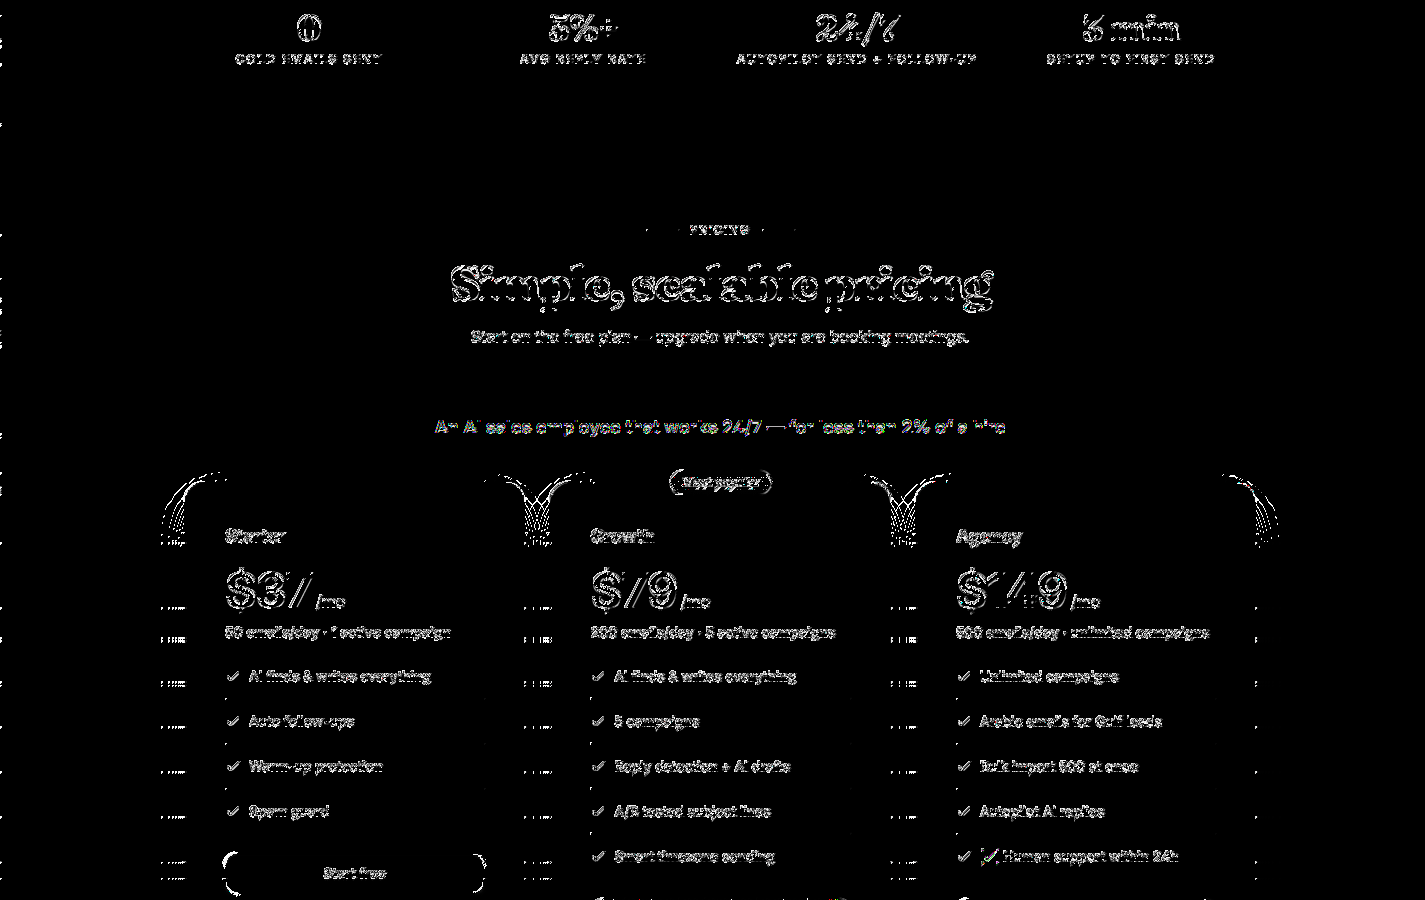 0
5%+
24/7
5 min
COLD EMAILS SENT
AVG REPLY RATE
AUTOPILOT SEND + FOLLOW-UP
SETUP TO FIRST SEND
PRICING
Simple, scalable pricing
Start on the free plan — upgrade when you are booking meetings.
An AI sales employee that works 24/7 — for less than 2% of a hire
Most popular
Starter
$37/mo
50 emails/day · 1 active campaign
✓ AI finds & writes everything
✓ Auto follow-ups
✓ Warm-up protection
✓ Spam guard
Start free
Growth
$79/mo
200 emails/day · 5 active campaigns
✓ AI finds & writes everything
✓ 5 campaigns
✓ Reply detection + AI drafts
✓ A/B tested subject lines
✓ Smart timezone sending
Agency
$149/mo
500 emails/day · unlimited campaigns
✓ Unlimited campaigns
✓ Arabic emails for Gulf leads
✓ Bulk import 500 at once
✓ Autopilot AI replies
✓ ✓ Human support within 24h